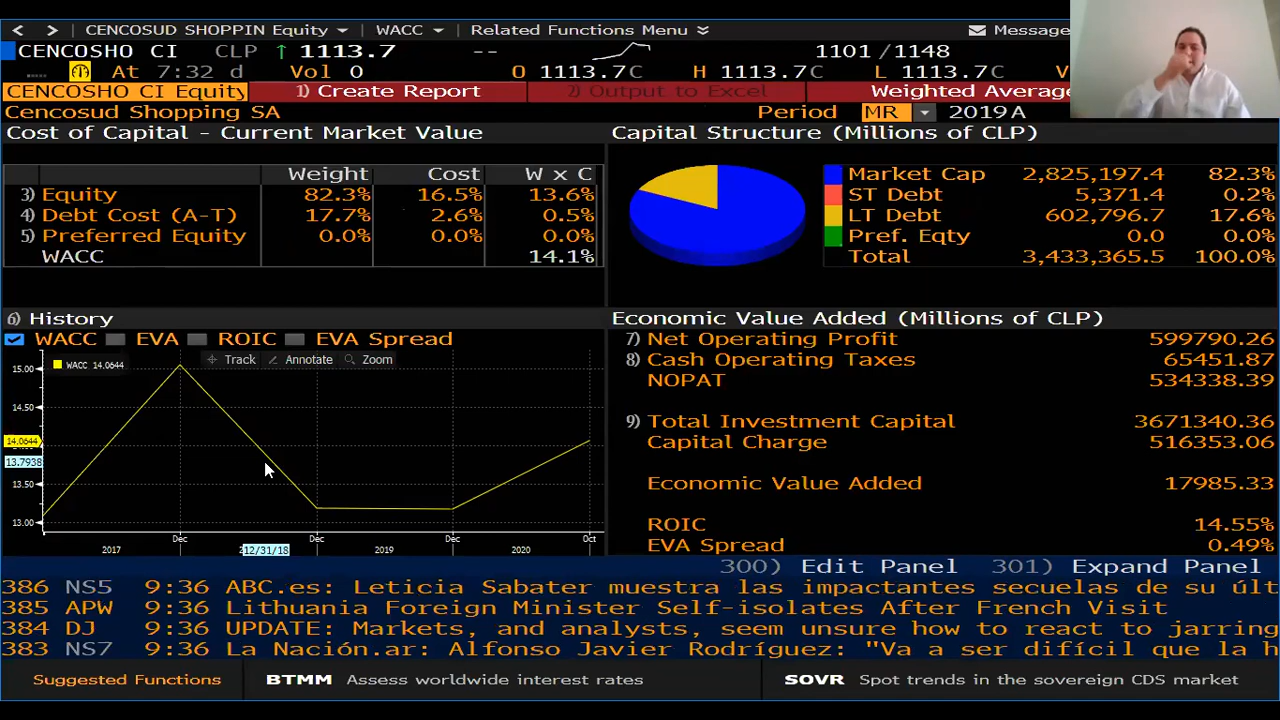 < > CENCOSUD SHOPPIN Equity WACC Related Functions Menu Message
CENCOSHO CI CLP ↑ 1113.7 -- 1101 /1148
At 7:32 d Vol 0 O 1113.7C H 1113.7C L 1113.7C V
CENCOSHO CI Equity 1) Create Report 2) Output to Excel Weighted Average
Cencosud Shopping SA Period MR 2019 A
Cost of Capital - Current Market Value
Weight Cost W x C
3) Equity 82.3% 16.5% 13.6%
4) Debt Cost (A-T) 17.7% 2.6% 0.5%
5) Preferred Equity 0.0% 0.0% 0.0%
WACC 14.1%
Capital Structure (Millions of CLP)
Market Cap 2,825,197.4 82.3%
ST Debt 5,371.4 0.2%
LT Debt 602,796.7 17.6%
Pref. Eqty 0.0 0.0%
Total 3,433,365.5 100.0%
6) History
WACC EVA ROIC EVA Spread
Track Annotate Zoom
WACC 14.0644
15.00
14.50
14.0644
13.7938
13.50
13.00
Dec Dec Dec Oct
2017 12/31/18 2019 2020
Economic Value Added (Millions of CLP)
7) Net Operating Profit 599790.26
8) Cash Operating Taxes 65451.87
NOPAT 534338.39
9) Total Investment Capital 3671340.36
Capital Charge 516353.06
Economic Value Added 17985.33
ROIC 14.55%
EVA Spread 0.49%
300) Edit Panel 301) Expand Panel
386 NS5 9:36 ABC.es: Leticia Sabater muestra las impactantes secuelas de su últ
385 APW 9:36 Lithuania Foreign Minister Self-isolates After French Visit
384 DJ 9:36 UPDATE: Markets, and analysts, seem unsure how to react to jarring
383 NS7 9:36 La Nación.ar: Alfonso Javier Rodríguez: "Va a ser difícil que la h
Suggested Functions BTMM Assess worldwide interest rates SOVR Spot trends in the sovereign CDS market